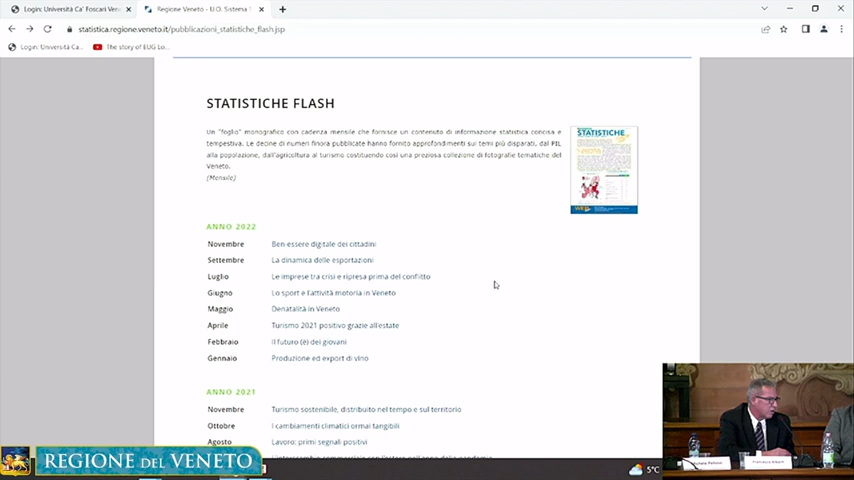 Login: Università Ca' Foscari Ven
Regione Veneto - U.O. Sistema
statistica.regione.veneto.it/pubblicazioni_statistiche_flash.jsp
Login: Università Ca...
The story of BUG Lo...
STATISTICHE FLASH
Un "foglio" monografico con cadenza mensile che fornisce un contenuto di informazione statistica concisa e
tempestiva. Le decine di numeri finora pubblicate hanno fornito approfondimenti sui temi più disparati, dal PIL
alla popolazione, dall'agricoltura al turismo costituendo così una preziosa collezione di fotografie tematiche del
Veneto.
(Mensile)
STATISTICHE
ANNO 2022
Novembre Ben essere digitale dei cittadini
Settembre La dinamica delle esportazioni
Luglio Le imprese tra crisi e ripresa prima del conflitto
Giugno Lo sport e l'attività motoria in Veneto
Maggio Denatalità in Veneto
Aprile Turismo 2021 positivo grazie all'estate
Febbraio Il futuro (è) dei giovani
Gennaio Produzione ed export di vino
ANNO 2021
Novembre Turismo sostenibile, distribuito nel tempo e sul territorio
Ottobre I cambiamenti climatici ormai tangibili
Agosto Lavoro: primi segnali positivi
REGIONE DEL VENETO
5°C